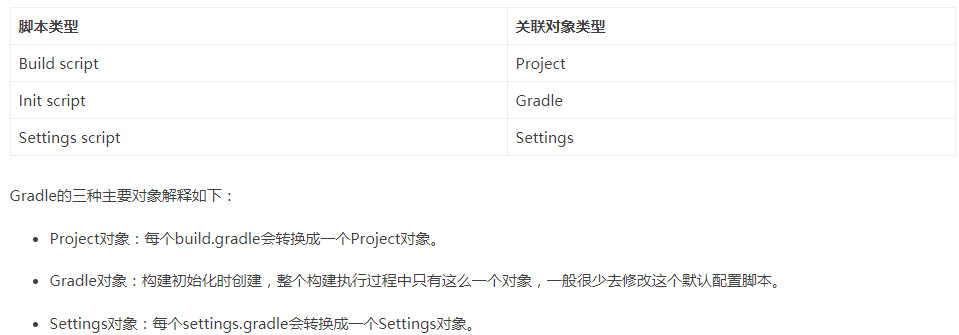 脚本类型 关联对象类型
Build script Project
Init script Gradle
Settings script Settings
Gradle的三种主要对象解释如下：
• Project对象：每个build.gradle会转换成一个Project对象。
• Gradle对象：构建初始化时创建，整个构建执行过程中只有这么一个对象，一般很少去修改这个默认配置脚本。
• Settings对象：每个settings.gradle会转换成一个Settings对象。